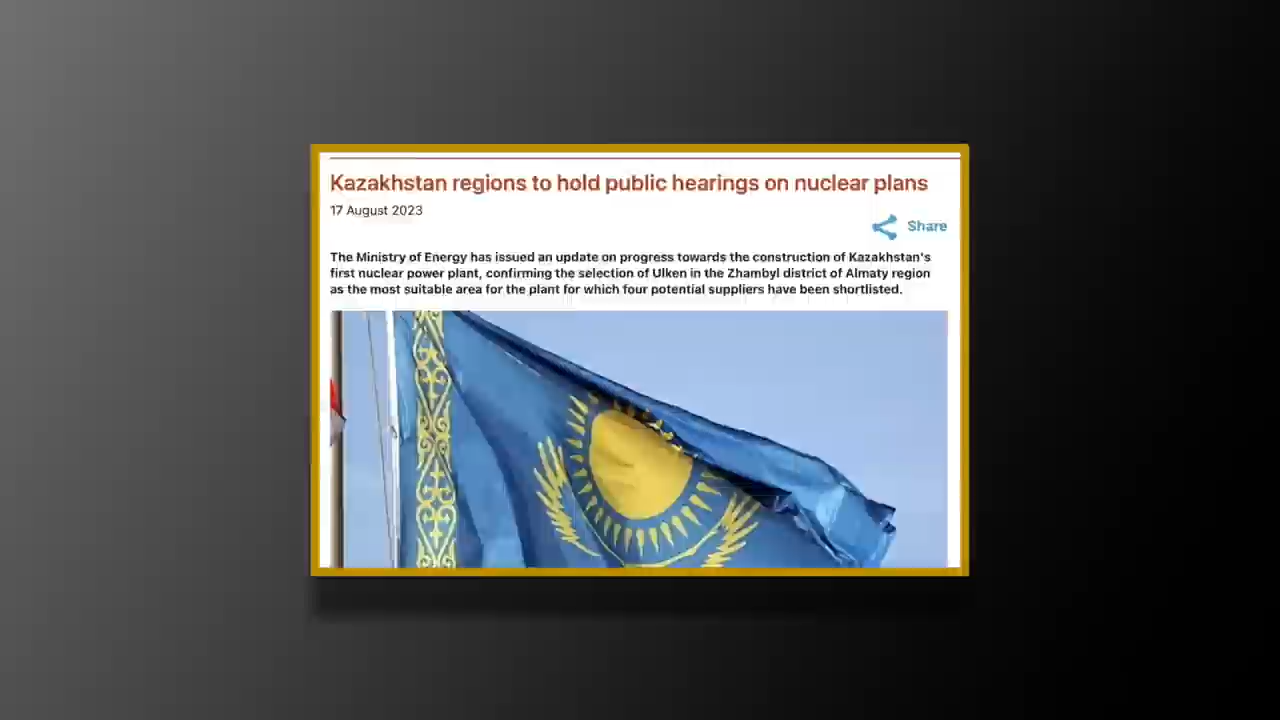 Kazakhstan regions to hold public hearings on nuclear plans
17 August 2023
Share
The Ministry of Energy has issued an update on progress towards the construction of Kazakhstan's
first nuclear power plant, confirming the selection of Ulken in the Zhambyl district of Almaty region
as the most suitable area for the plant for which four potential suppliers have been shortlisted.